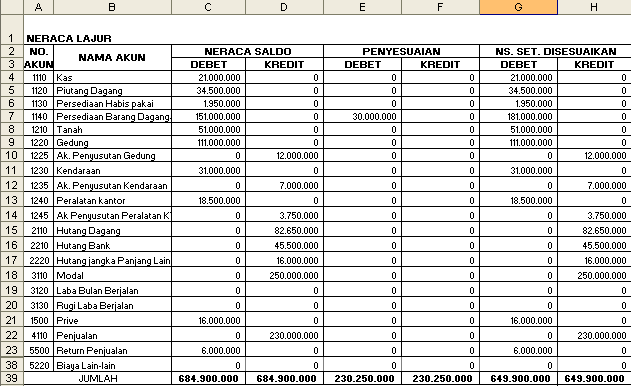 A B C D E F G H
1 NERACA LAJUR
2 NO. NAMA AKUN NERACA SALDO PENYESUAIAN NS. SET. DISESUAIKAN
3 AKUN DEBET KREDIT DEBET KREDIT DEBET KREDIT
4 1110 Kas 21.000.000 0 0 0 21.000.000 0
5 1120 Piutang Dagang 34.500.000 0 0 0 34.500.000 0
6 1130 Persediaan Habis pakai 1.950.000 0 0 0 1.950.000 0
7 1140 Persediaan Barang Dagang 151.000.000 0 30.000.000 0 181.000.000 0
8 1210 Tanah 51.000.000 0 0 0 51.000.000 0
9 1220 Gedung 111.000.000 0 0 0 111.000.000 0
10 1225 Ak. Penyusutan Gedung 0 12.000.000 0 0 0 12.000.000
11 1230 Kendaraan 31.000.000 0 0 0 31.000.000 0
12 1235 Ak. Penyusutan Kendaraan 0 7.000.000 0 0 0 7.000.000
13 1240 Peralatan kantor 18.500.000 0 0 0 18.500.000 0
14 1245 Ak Penyusutan Peralatan K 0 3.750.000 0 0 0 3.750.000
15 2110 Hutang Dagang 0 82.650.000 0 0 0 82.650.000
16 2210 Hutang Bank 0 45.500.000 0 0 0 45.500.000
17 2220 Hutang jangka Panjang Lain 0 16.000.000 0 0 0 16.000.000
18 3110 Modal 0 250.000.000 0 0 0 250.000.000
19 3120 Laba Bulan Berjalan 0 0 0 0 0 0
20 3130 Rugi Laba Berjalan 0 0 0 0 0 0
21 1500 Prive 16.000.000 0 0 0 16.000.000 0
22 4110 Penjualan 0 230.000.000 0 0 0 230.000.000
23 5500 Return Penjualan 6.000.000 0 0 0 6.000.000 0
38 5220 Biaya Lain-lain 0 0 0 0 0 0
39 JUMLAH 684.900.000 684.900.000 230.250.000 230.250.000 649.900.000 649.900.000